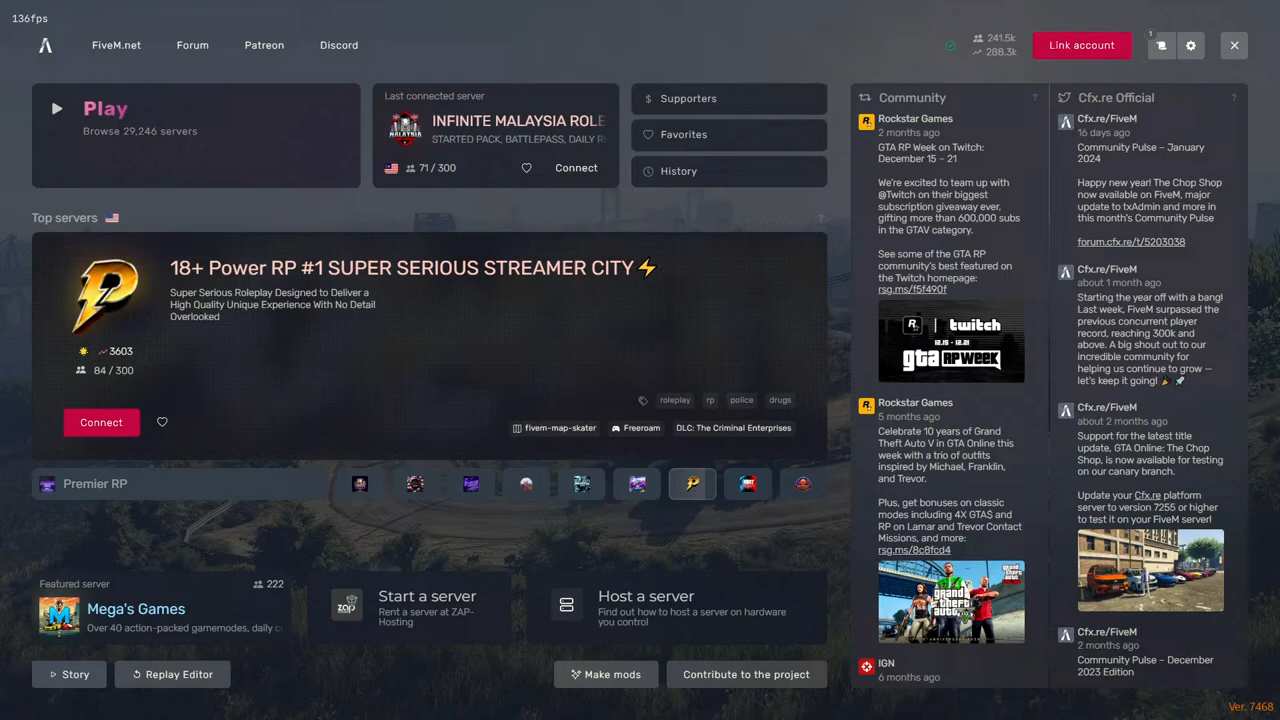 136fps
FiveM.net
Forum
Patreon
Discord
241.5k
288.3k
Link account
1
Play
Browse 29,246 servers
Last connected server
INFINITE MALAYSIA ROLE
STARTED PACK, BATTLEPASS, DAILY R
71 / 300
Connect
$ Supporters
Favorites
History
Top servers
?
18+ Power RP #1 SUPER SERIOUS STREAMER CITY⚡
Super Serious Roleplay Designed to Deliver a
High Quality Unique Experience With No Detail
Overlooked
3603
84 / 300
roleplay
rp
police
drugs
Connect
fivem-map-skater
Freeroam
DLC: The Criminal Enterprises
Premier RP
Featured server
222
Mega's Games
Over 40 action-packed gamemodes, daily c
ZAP
Start a server
Rent a server at ZAP-
Hosting
Host a server
Find out how to host a server on hardware
you control
Story
Replay Editor
Make mods
Contribute to the project
Community
?
Rockstar Games
2 months ago
GTA RP Week on Twitch:
December 15 – 21
We're excited to team up with
@Twitch on their biggest
subscription giveaway ever,
gifting more than 600,000 subs
in the GTAV category.
See some of the GTA RP
community's best featured on
the Twitch homepage:
rsg.ms/f5f490f
R | twitch
12.15 - 12.21
gta RP WEEK
Rockstar Games
5 months ago
Celebrate 10 years of Grand
Theft Auto V in GTA Online this
week with a trio of outfits
inspired by Michael, Franklin,
and Trevor.
Plus, get bonuses on classic
modes including 4X GTA$ and
RP on Lamar and Trevor Contact
Missions, and more:
rsg.ms/8c8fcd4
grand
theft
auto
IGN
6 months ago
Cfx.re Official
?
Cfx.re/FiveM
16 days ago
Community Pulse – January
2024
Happy new year! The Chop Shop
now available on FiveM, major
update to txAdmin and more in
this month's Community Pulse
forum.cfx.re/t/5203038
Cfx.re/FiveM
about 1 month ago
Starting the year off with a bang!
Last week, FiveM surpassed the
previous concurrent player
record, reaching 300k and
above. A big shout out to our
incredible community for
helping us continue to grow —
let's keep it going! 🎉 🚀
Cfx.re/FiveM
about 2 months ago
Support for the latest title
update, GTA Online: The Chop
Shop, is now available for testing
on our canary branch.
Update your Cfx.re platform
server to version 7255 or higher
to test it on your FiveM server!
Cfx.re/FiveM
2 months ago
Community Pulse – December
2023 Edition
Ver. 7468